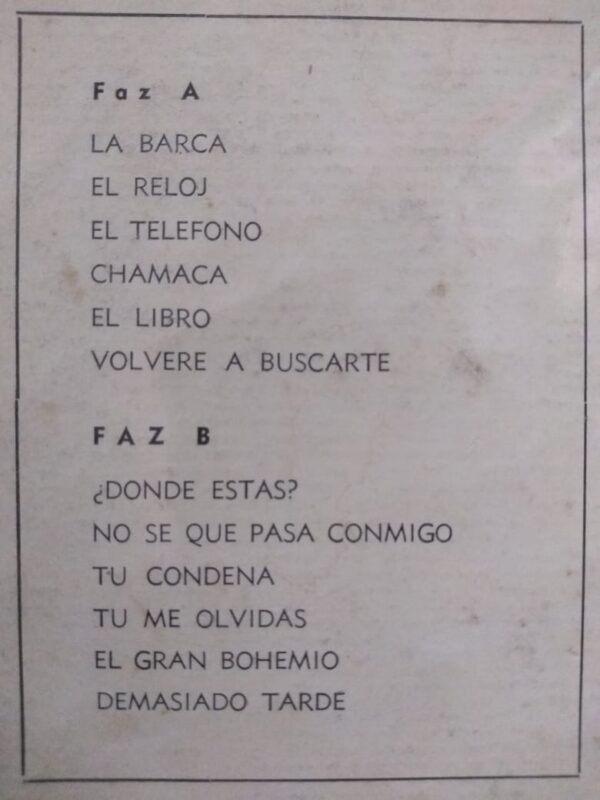 Faz A
LA BARCA
EL RELOJ
EL TELEFONO
CHAMACA
EL LIBRO
VOLVERE A BUSCARTE
FAZ B
¿DONDE ESTAS?
NO SE QUE PASA CONMIGO
TU CONDENA
TU ME OLVIDAS
EL GRAN BOHEMIO
DEMASIADO TARDE